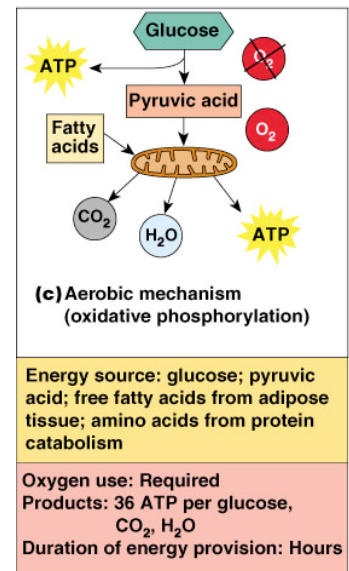 Glucose
ATP
O2
Pyruvic acid
Fatty
acids
O2
CO2
H2O
ATP
(c) Aerobic mechanism
(oxidative phosphorylation)
Energy source: glucose; pyruvic
acid; free fatty acids from adipose
tissue; amino acids from protein
catabolism
Oxygen use: Required
Products: 36 ATP per glucose,
CO2, H2O
Duration of energy provision: Hours